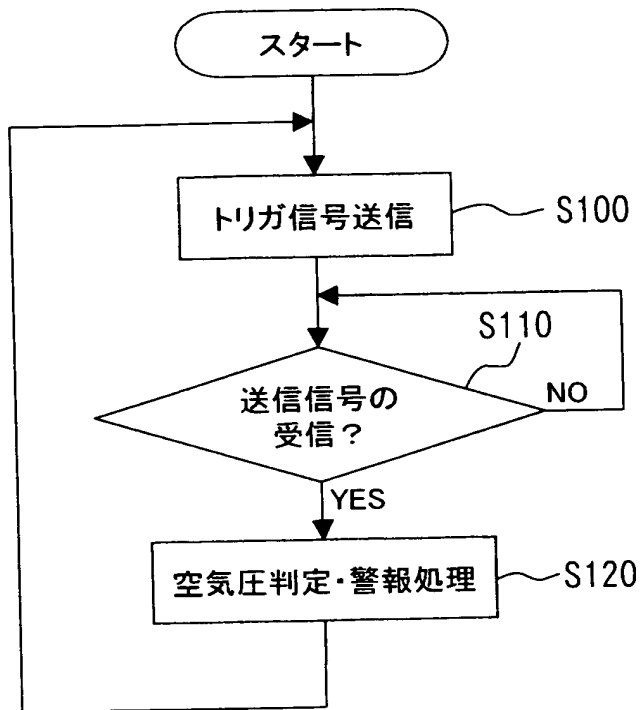 スタート
トリガ信号送信
S100
S110
送信信号の
受信？
NO
YES
空気圧判定・警報処理
S120